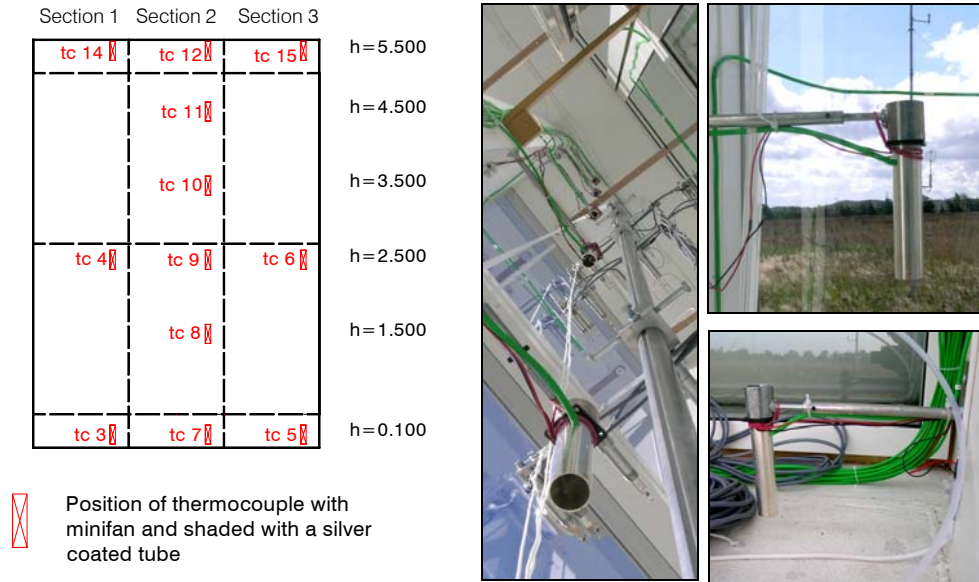 Section 1 Section 2 Section 3
tc 14 tc 12 tc 15 h=5.500
tc 11 h=4.500
tc 10 h=3.500
tc 4 tc 9 tc 6 h=2.500
tc 8 h=1.500
tc 3 tc 7 tc 5 h=0.100
Position of thermocouple with
minifan and shaded with a silver
coated tube